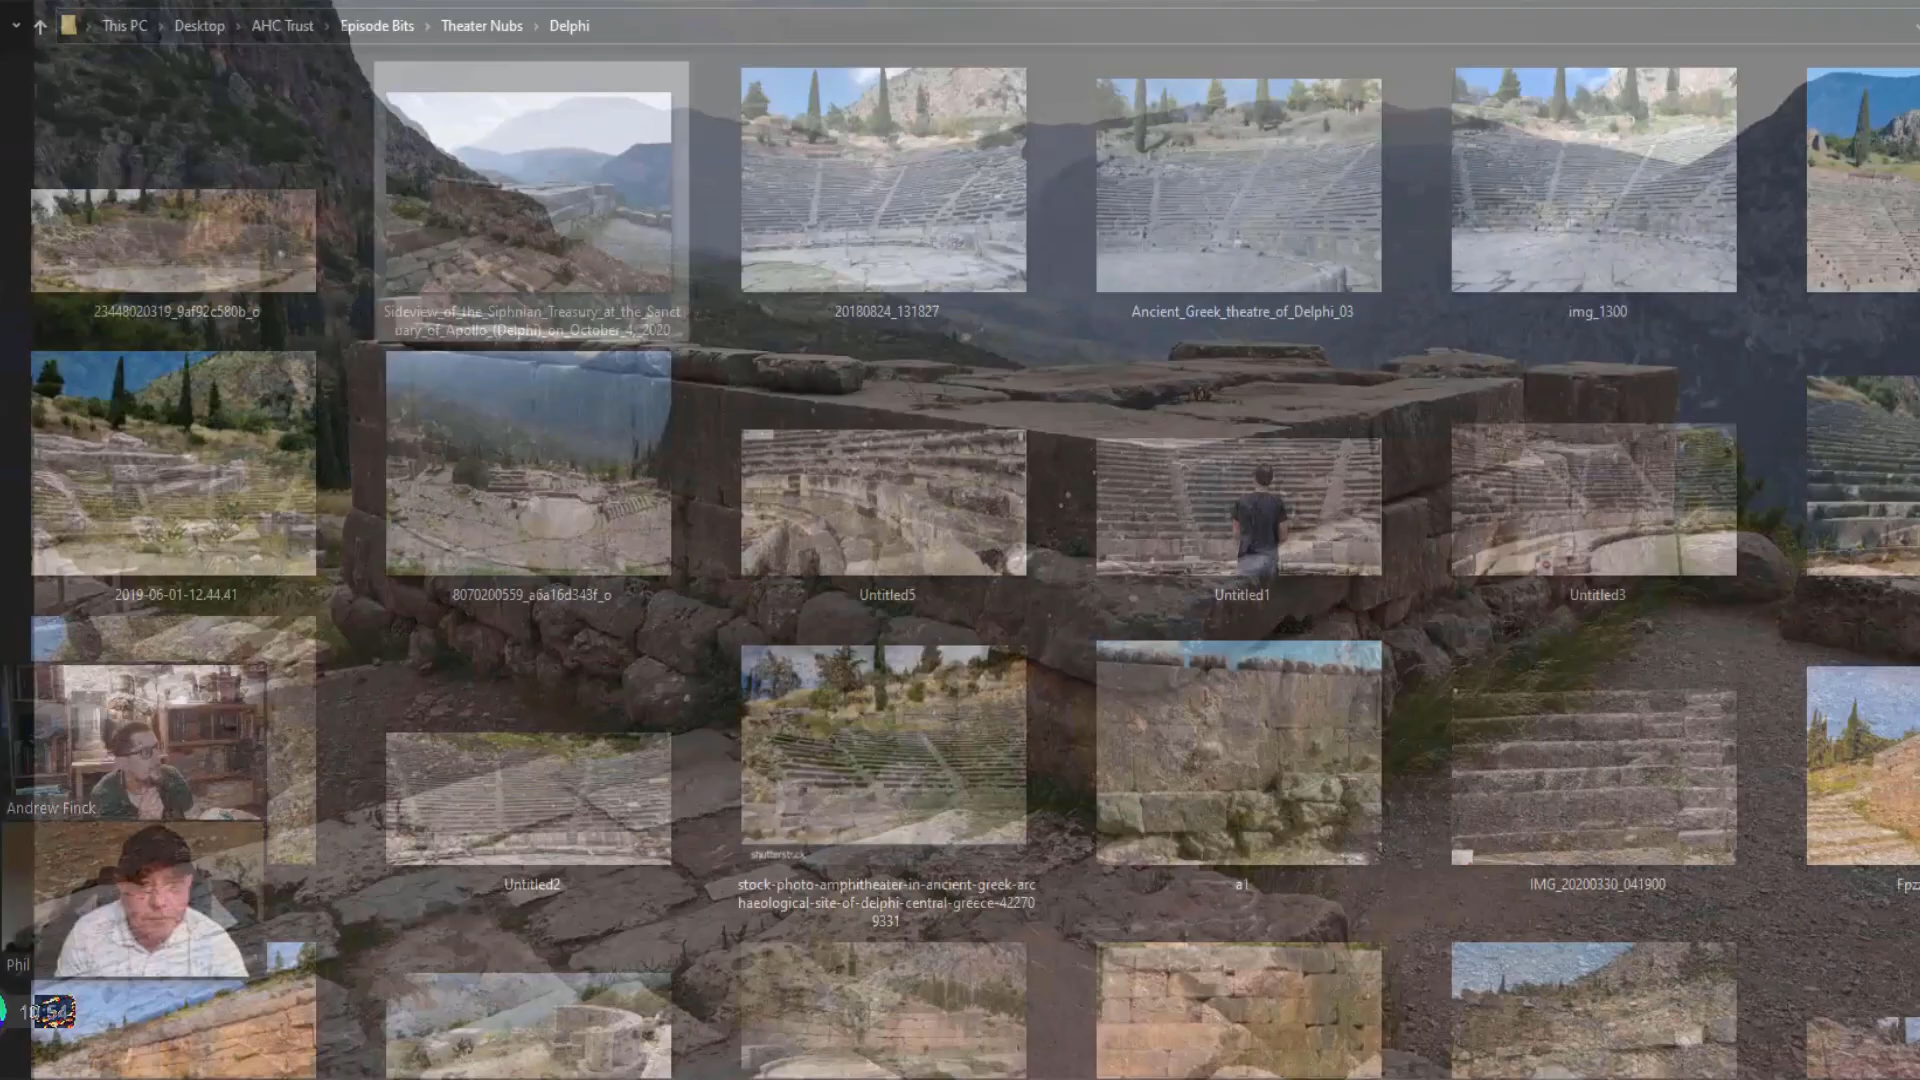 This PC › Desktop › AHC Trust › Episode Bits › Theater Nubs › Delphi
23448020319_9af92c580b_o
Sideview_of_the_Siphnian_Treasury_at_the_Sanct
uary_of_Apollo_(Delphi)_on_October_4,_2020
20180824_131827
Ancient_Greek_theatre_of_Delphi_03
img_1300
2019-06-01-12.44.41
8070200559_a6a16d343f_o
Untitled5
Untitled1
Untitled3
Andrew Finck
shutterstock
Untitled2
stock-photo-amphitheater-in-ancient-greek-arc
haeological-site-of-delphi-central-greece-42270
9331
a1
IMG_20200330_041900
Phil